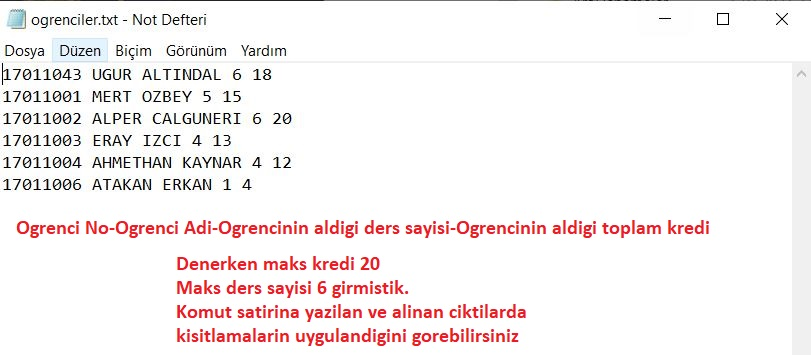 ogrenciler.txt - Not Defteri
Dosya Düzen Biçim Görünüm Yardım
17011043 UGUR ALTINDAL 6 18
17011001 MERT OZBEY 5 15
17011002 ALPER CALGUNERI 6 20
17011003 ERAY IZCI 4 13
17011004 AHMETHAN KAYNAR 4 12
17011006 ATAKAN ERKAN 1 4
Ogrenci No-Ogrenci Adi-Ogrencinin aldigi ders sayisi-Ogrencinin aldigi toplam kredi
Denerken maks kredi 20
Maks ders sayisi 6 girmistik.
Komut satirina yazilan ve alinan ciktilarda
kisitlamalarin uygulandigini gorebilirsiniz